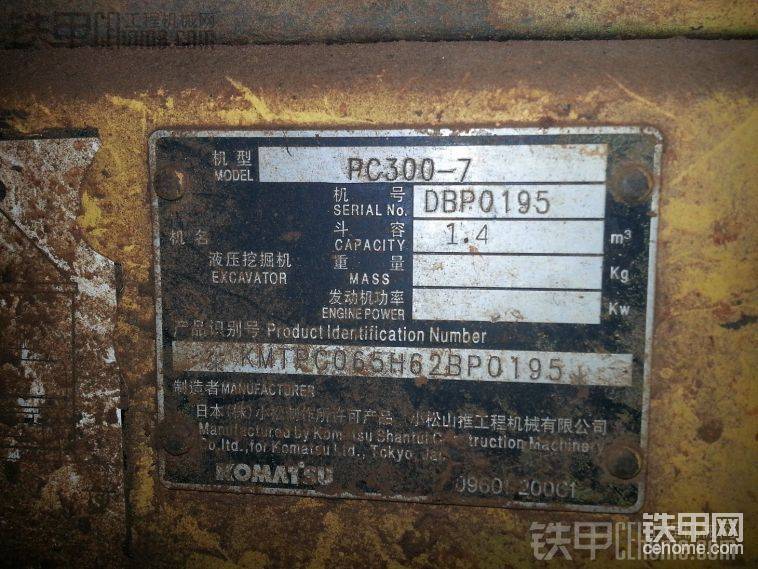 铁甲工程机械网
cehome.com
机型 MODEL PC300-7
机号 SERIAL No. DBP0195
机名 液压挖掘机 EXCAVATOR
斗容 CAPACITY 1.4 m³
重量 MASS Kg
发动机功率 ENGINE POWER Kw
产品识别号 Product Identification Number
KMTPC065H62BP0195
制造者 MANUFACTURER
日本(株)小松制作所许可产品 小松山推工程机械有限公司
Manufactured by Komatsu Shantui Construction Machinery
Co.ltd.,for Komatsu Ltd., Tokyo, Jap
KOMATSU
铁甲网
cehome.com